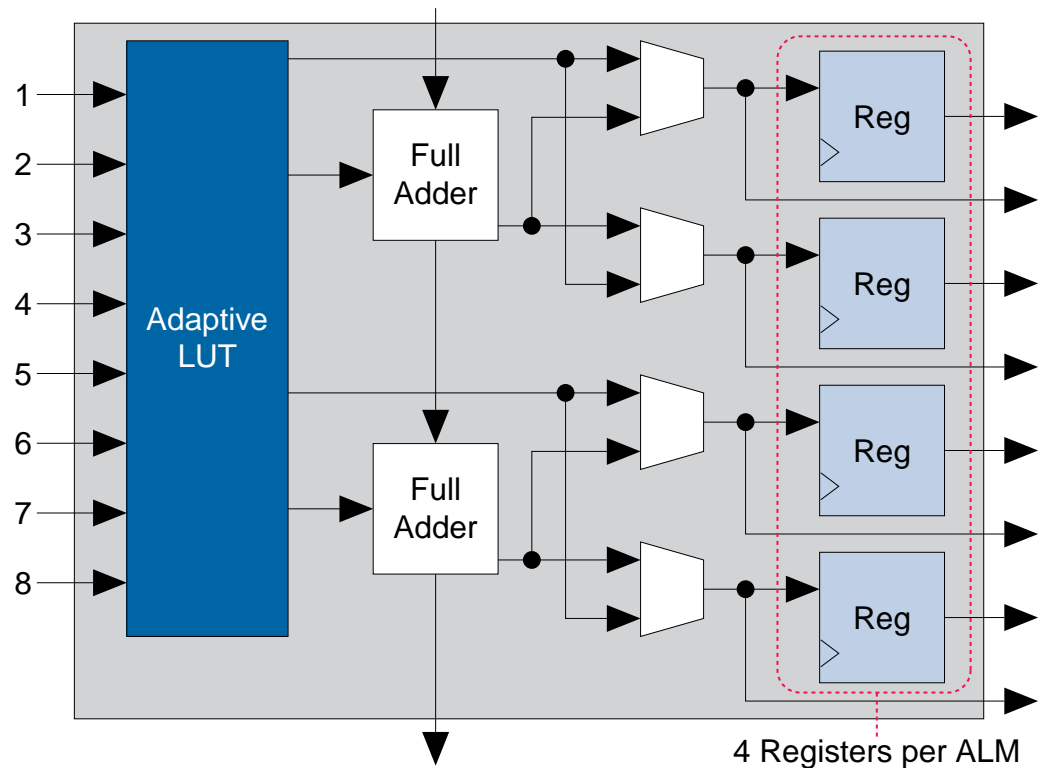 1
2
3
4
5
6
7
8
Adaptive
LUT
Full
Adder
Full
Adder
Reg
Reg
Reg
Reg
4 Registers per ALM